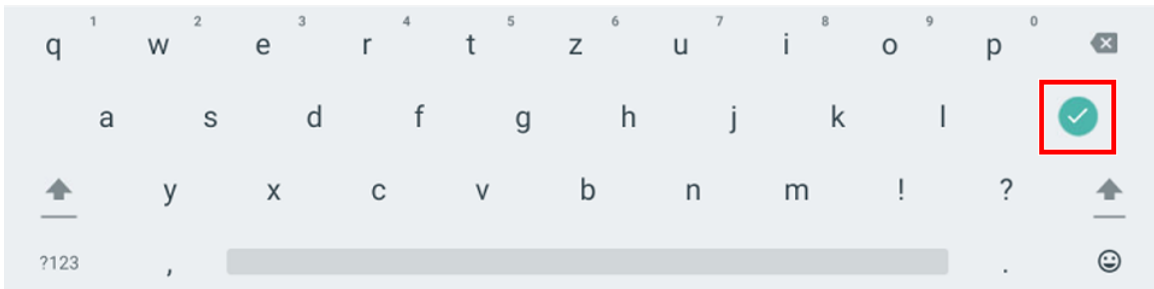 1 2 3 4 5 6 7 8 9 0
q w e r t z u i o p
a s d f g h j k l
y x c v b n m ! ?
?123 , .